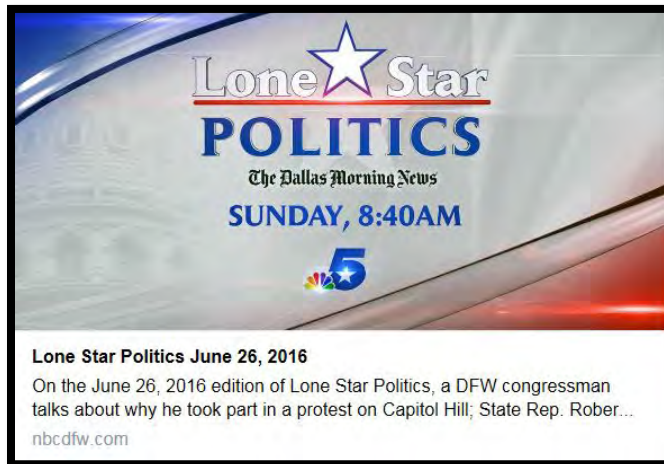 Lone Star
POLITICS
The Dallas Morning News
SUNDAY, 8:40AM
5
Lone Star Politics June 26, 2016
On the June 26, 2016 edition of Lone Star Politics, a DFW congressman
talks about why he took part in a protest on Capitol Hill; State Rep. Rober...
nbcdfw.com